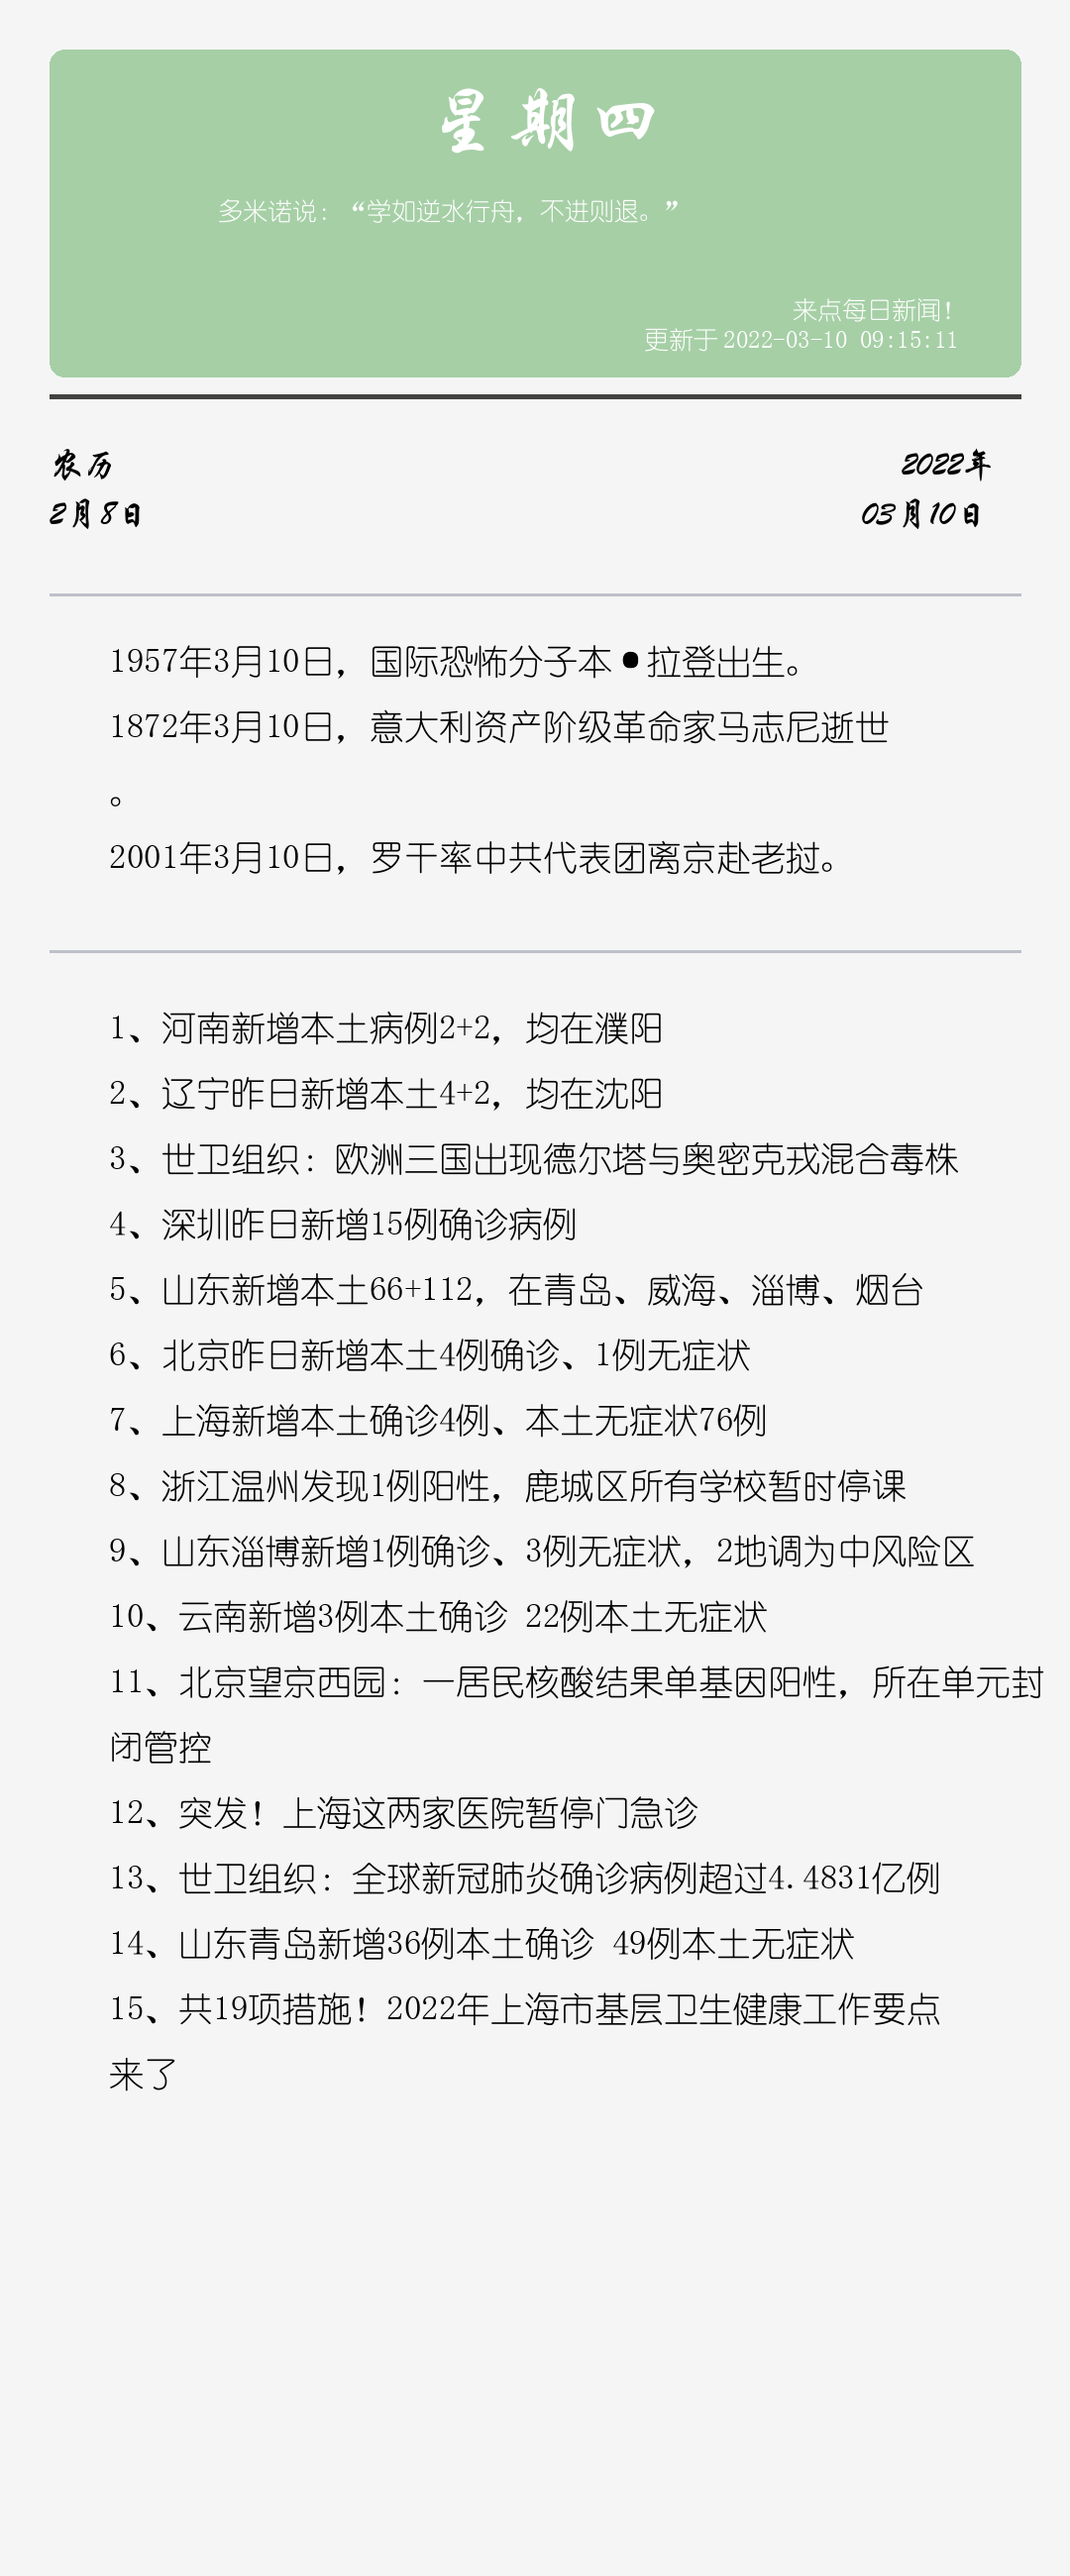 星期四
多米诺说：“学如逆水行舟，不进则退。”
来点每日新闻！
更新于2022-03-10 09:15:11
农历
2022年
2月8日
03月10日
1957年3月10日，国际恐怖分子本●拉登出生。
1872年3月10日，意大利资产阶级革命家马志尼逝世
。
2001年3月10日，罗干率中共代表团离京赴老挝。
1、河南新增本土病例2+2，均在濮阳
2、辽宁昨日新增本土4+2，均在沈阳
3、世卫组织：欧洲三国出现德尔塔与奥密克戎混合毒株
4、深圳昨日新增15例确诊病例
5、山东新增本土66+112，在青岛、威海、淄博、烟台
6、北京昨日新增本土4例确诊、1例无症状
7、上海新增本土确诊4例、本土无症状76例
8、浙江温州发现1例阳性，鹿城区所有学校暂时停课
9、山东淄博新增1例确诊、3例无症状，2地调为中风险区
10、云南新增3例本土确诊 22例本土无症状
11、北京望京西园：一居民核酸结果单基因阳性，所在单元封
闭管控
12、突发！上海这两家医院暂停门急诊
13、世卫组织：全球新冠肺炎确诊病例超过4.4831亿例
14、山东青岛新增36例本土确诊 49例本土无症状
15、共19项措施！2022年上海市基层卫生健康工作要点
来了